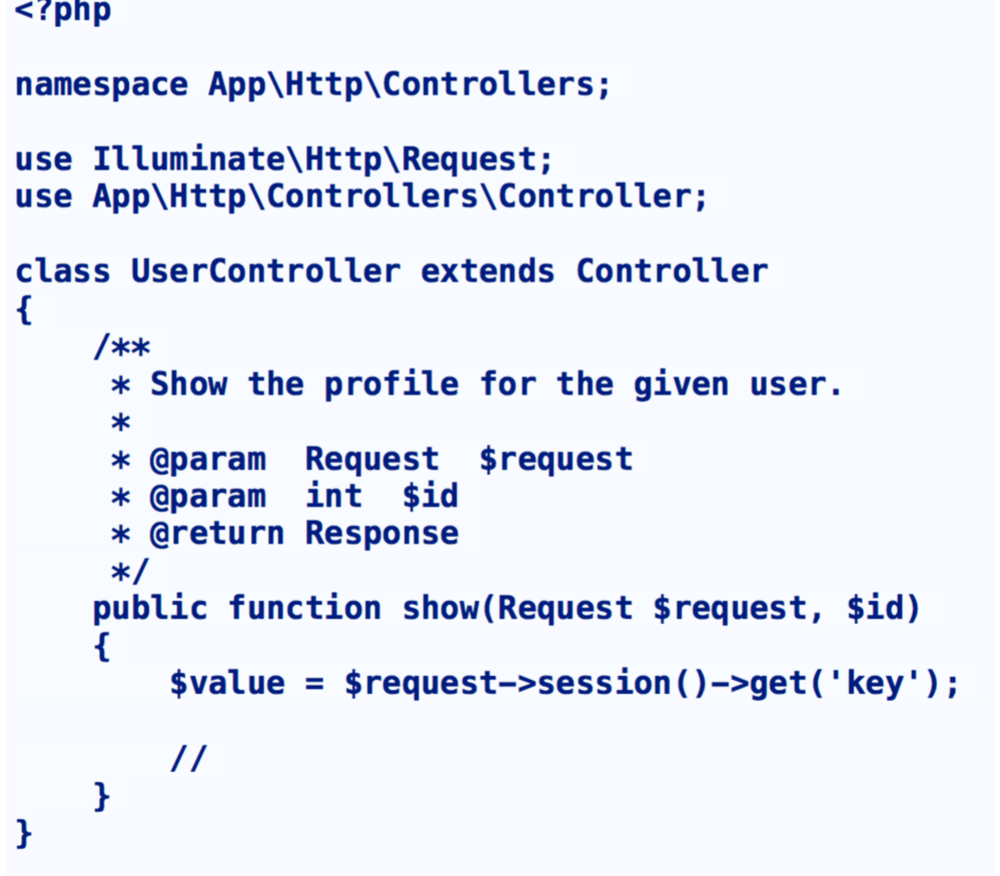 <?php

namespace App\Http\Controllers;

use Illuminate\Http\Request;
use App\Http\Controllers\Controller;

class UserController extends Controller
{
    /**
     * Show the profile for the given user.
     *
     * @param  Request  $request
     * @param  int  $id
     * @return Response
     */
    public function show(Request $request, $id)
    {
        $value = $request->session()->get('key');

        //
    }
}